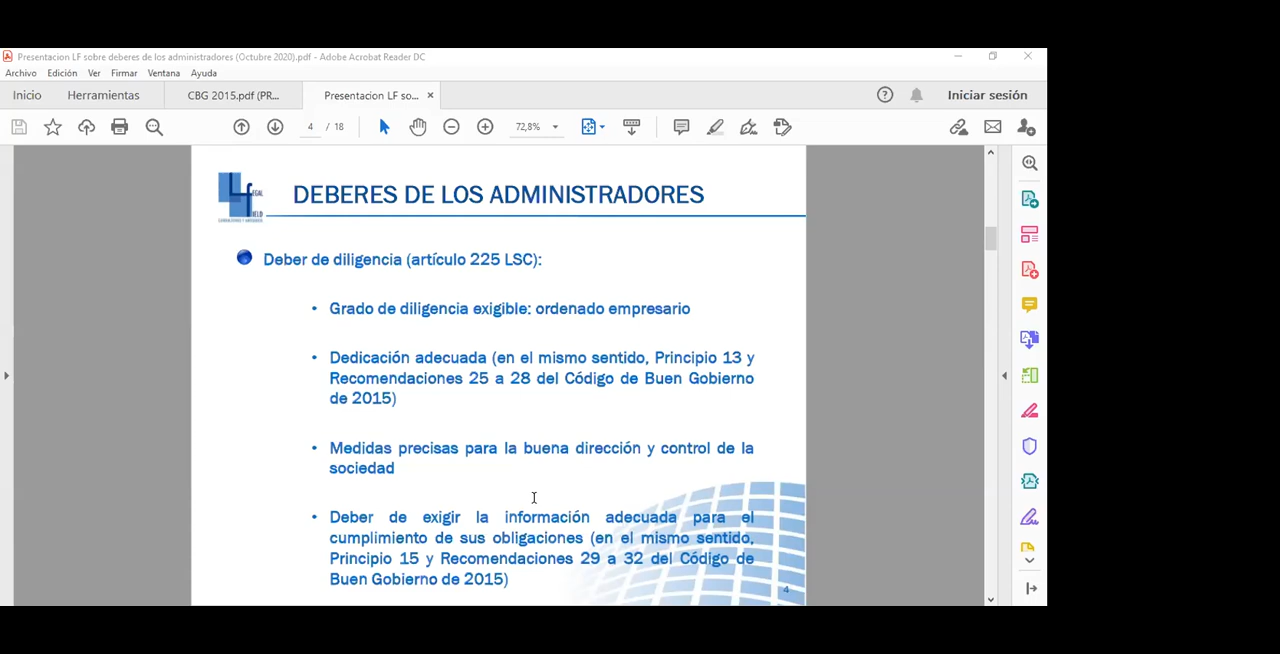 Presentacion LF sobre deberes de los administradores (Octubre 2020).pdf - Adobe Acrobat Reader DC
Archivo Edición Ver Firmar Ventana Ayuda
Inicio Herramientas CBG 2015.pdf (PR... Presentacion LF so... × Iniciar sesión
4 / 18 72,8%
LF EGAL
IELD
DEBERES DE LOS ADMINISTRADORES
Deber de diligencia (artículo 225 LSC):
• Grado de diligencia exigible: ordenado empresario
• Dedicación adecuada (en el mismo sentido, Principio 13 y
Recomendaciones 25 a 28 del Código de Buen Gobierno
de 2015)
• Medidas precisas para la buena dirección y control de la
sociedad
• Deber de exigir la información adecuada para el
cumplimiento de sus obligaciones (en el mismo sentido,
Principio 15 y Recomendaciones 29 a 32 del Código de
Buen Gobierno de 2015)
4